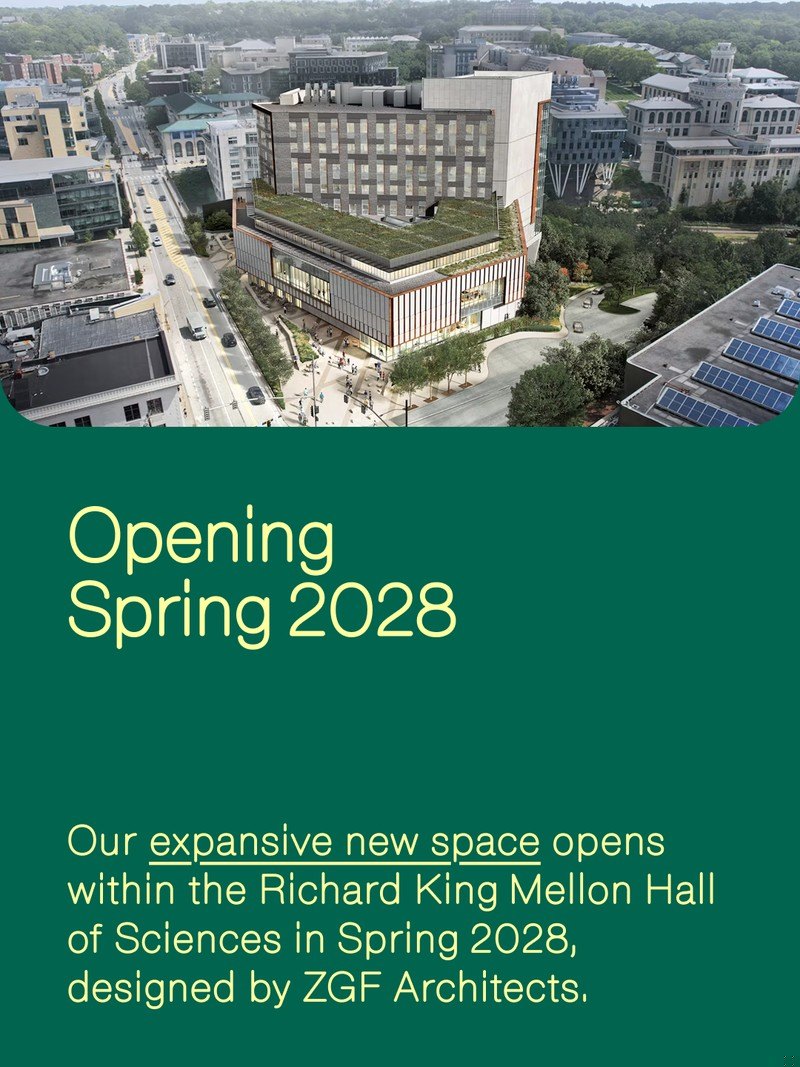 Opening
Spring 2028
Our expansive new space opens
within the Richard King Mellon Hall
of Sciences in Spring 2028,
designed by ZGF Architects.